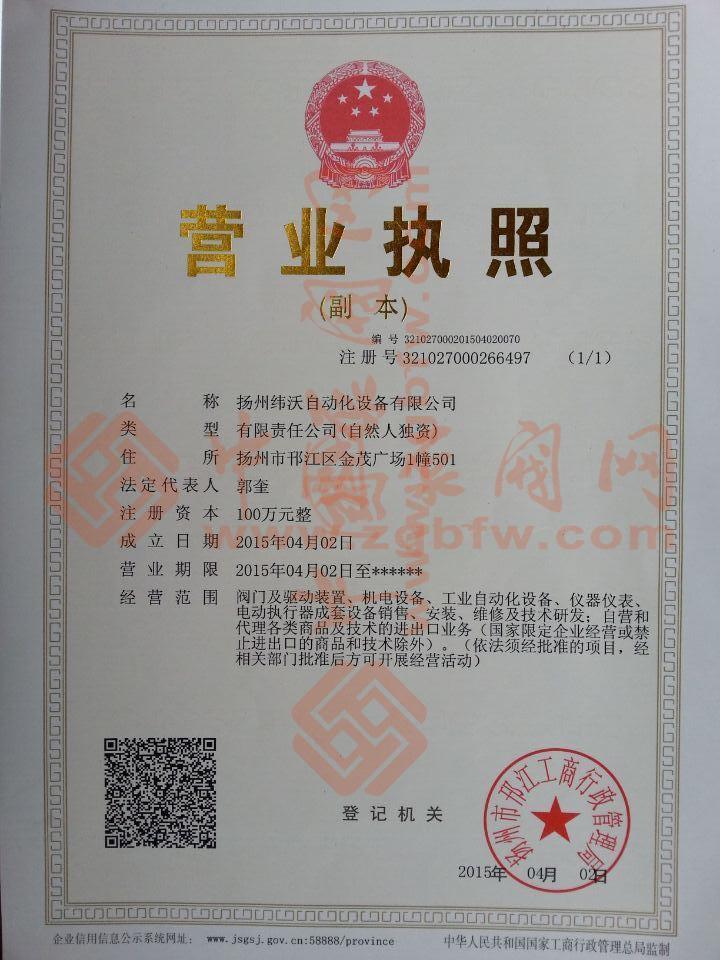 营业执照
(副 本)
编 号 321027000201504020070
注 册 号 321027000266497 (1/1)
名 称 扬州纬沃自动化设备有限公司
类 型 有限责任公司(自然人独资)
住 所 扬州市邗江区金茂广场1幢501
法定代表人 郭奎
注 册 资 本 100万元整
成 立 日 期 2015年04月02日
营 业 期 限 2015年04月02日至******
经 营 范 围 阀门及驱动装置、机电设备、工业自动化设备、仪器仪表、
电动执行器成套设备销售、安装、维修及技术研发；自营和
代理各类商品及技术的进出口业务（国家限定企业经营或禁
止进出口的商品和技术除外）。（依法须经批准的项目，经
相关部门批准后方可开展经营活动）
登 记 机 关
扬州市邗江工商行政管理局
2015年 04月 02日
企业信用信息公示系统网址： www.jsgsj.gov.cn:58888/province 中华人民共和国国家工商行政管理总局监制
中国泵阀网
www.zgbfw.com